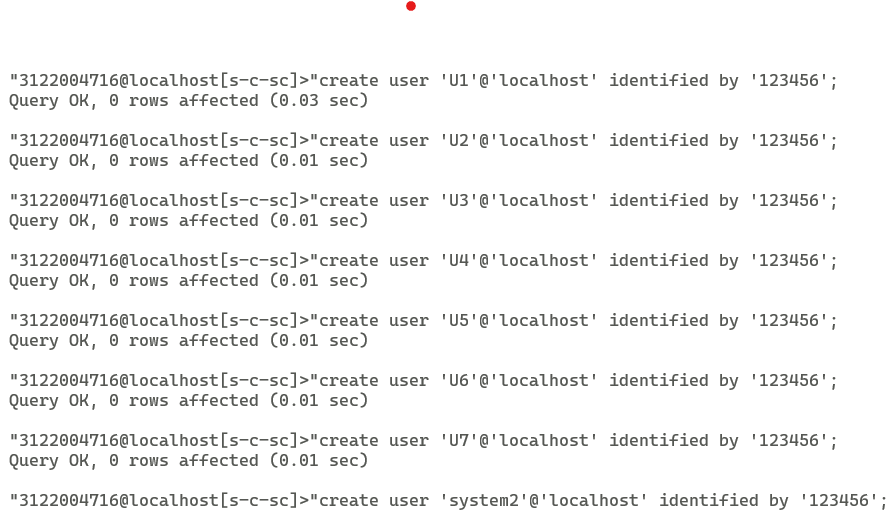 "3122004716@localhost[s-c-sc]>"create user 'U1'@'localhost' identified by '123456';
Query OK, 0 rows affected (0.03 sec)
"3122004716@localhost[s-c-sc]>"create user 'U2'@'localhost' identified by '123456';
Query OK, 0 rows affected (0.01 sec)
"3122004716@localhost[s-c-sc]>"create user 'U3'@'localhost' identified by '123456';
Query OK, 0 rows affected (0.01 sec)
"3122004716@localhost[s-c-sc]>"create user 'U4'@'localhost' identified by '123456';
Query OK, 0 rows affected (0.01 sec)
"3122004716@localhost[s-c-sc]>"create user 'U5'@'localhost' identified by '123456';
Query OK, 0 rows affected (0.01 sec)
"3122004716@localhost[s-c-sc]>"create user 'U6'@'localhost' identified by '123456';
Query OK, 0 rows affected (0.01 sec)
"3122004716@localhost[s-c-sc]>"create user 'U7'@'localhost' identified by '123456';
Query OK, 0 rows affected (0.01 sec)
"3122004716@localhost[s-c-sc]>"create user 'system2'@'localhost' identified by '123456';